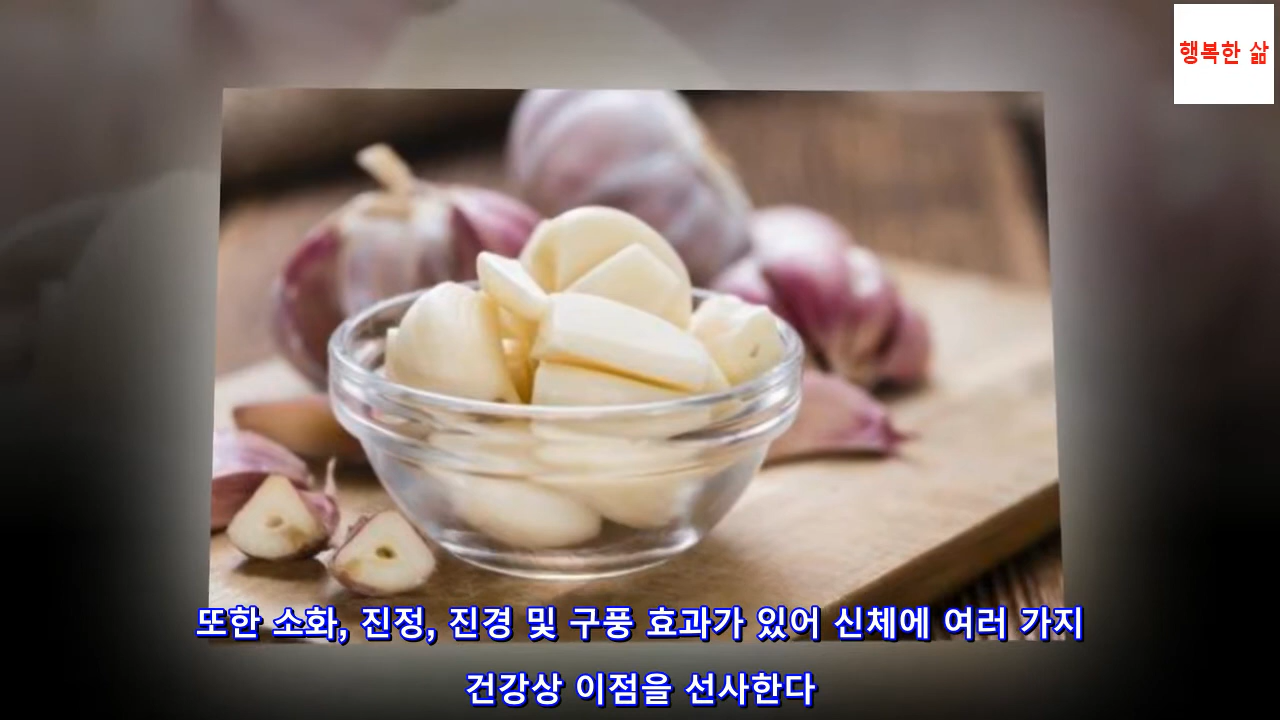 행복한 삶
또한 소화, 진정, 진경 및 구풍 효과가 있어 신체에 여러 가지
건강상 이점을 선사한다